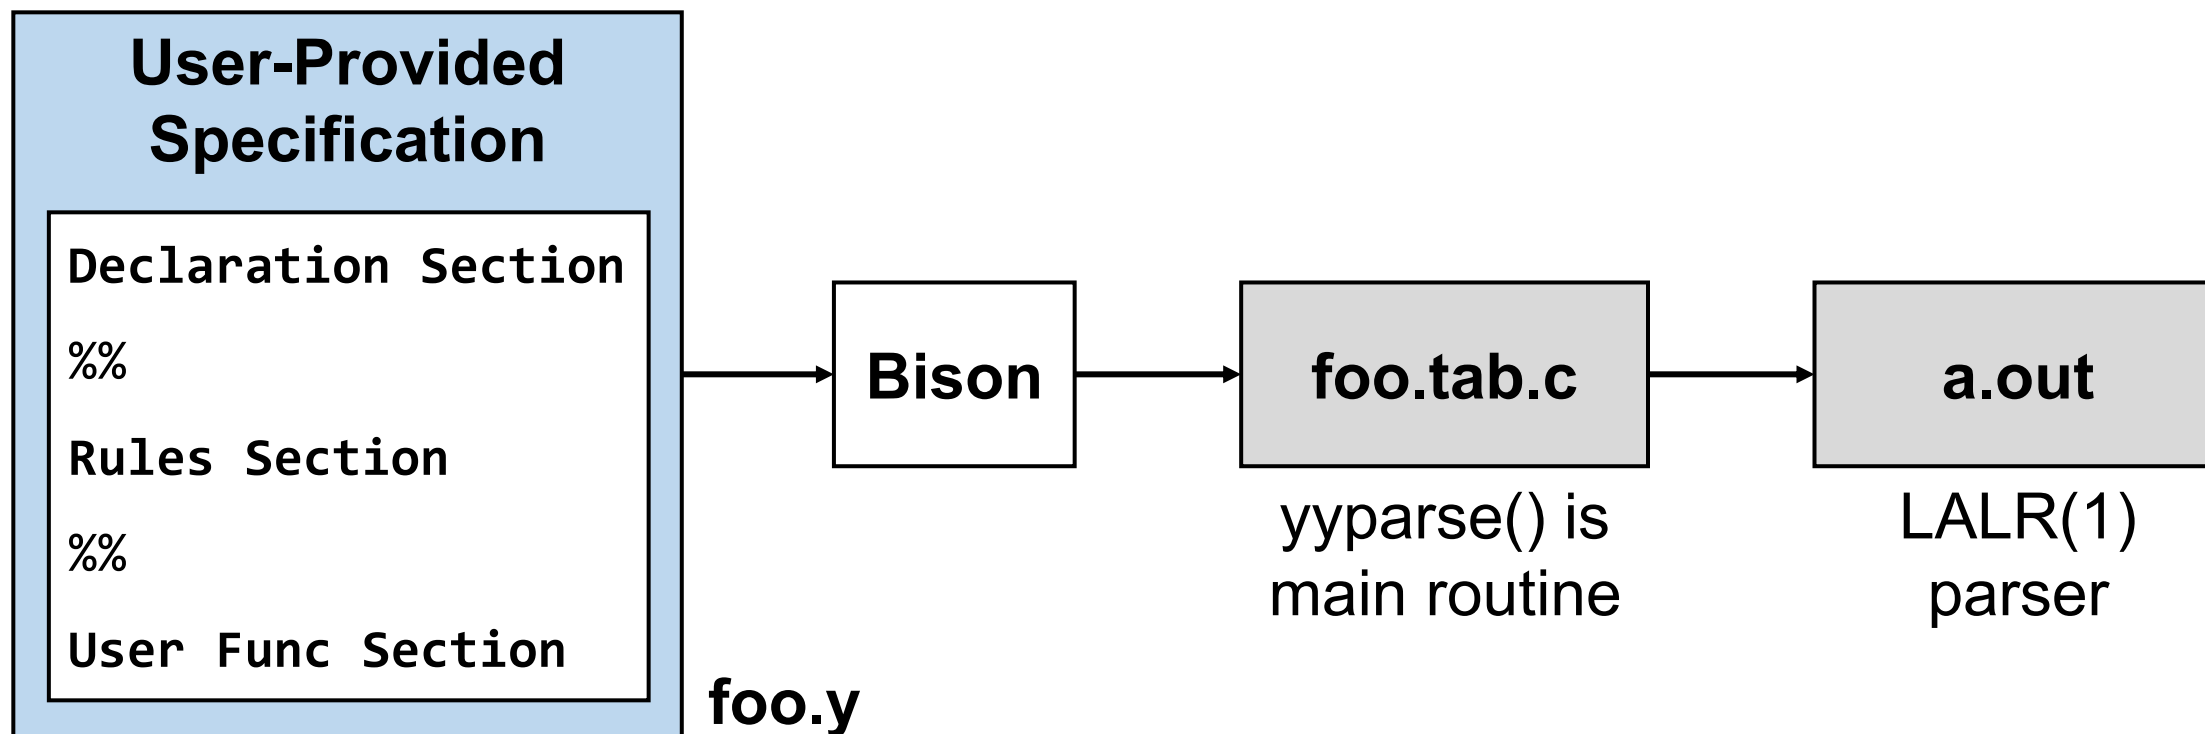 User-Provided
Specification
Declaration Section
%%
Rules Section
%%
User Func Section
foo.y
Bison
foo.tab.c
yyparse() is
main routine
a.out
LALR(1)
parser